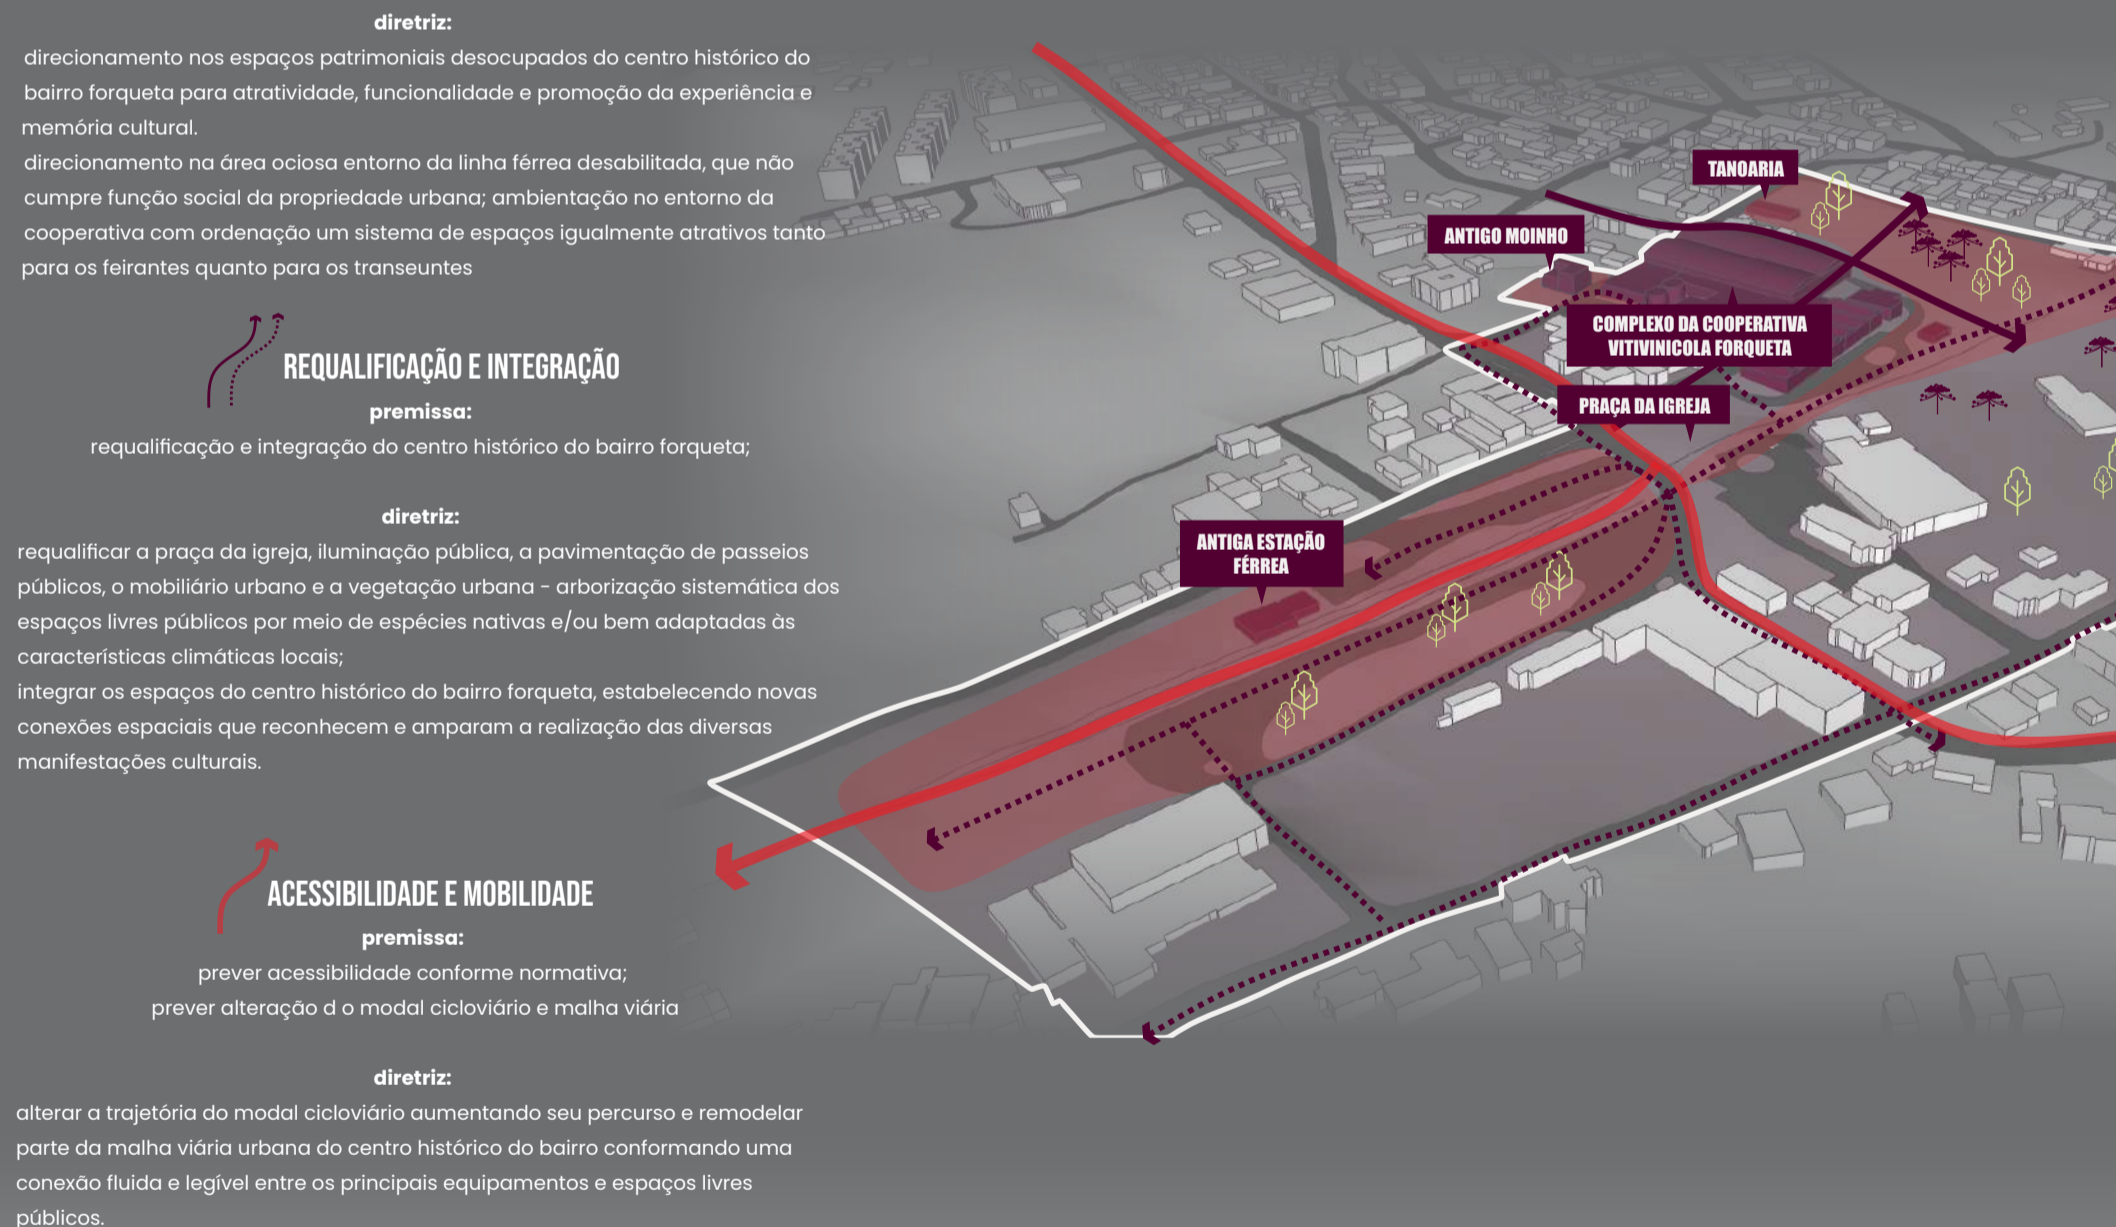 diretriz:
direcionamento nos espaços patrimoniais desocupados do centro histórico do
bairro forqueta para atratividade, funcionalidade e promoção da experiência e
memória cultural.
direcionamento na área ociosa entorno da linha férrea desabilitada, que não
cumpre função social da propriedade urbana; ambientação no entorno da
cooperativa com ordenação um sistema de espaços igualmente atrativos tanto
para os feirantes quanto para os transeuntes
REQUALIFICAÇÃO E INTEGRAÇÃO
premissa:
requalificação e integração do centro histórico do bairro forqueta;
diretriz:
requalificar a praça da igreja, iluminação pública, a pavimentação de passeios
públicos, o mobiliário urbano e a vegetação urbana - arborização sistemática dos
espaços livres públicos por meio de espécies nativas e/ou bem adaptadas às
características climáticas locais;
integrar os espaços do centro histórico do bairro forqueta, estabelecendo novas
conexões espaciais que reconhecem e amparam a realização das diversas
manifestações culturais.
ACESSIBILIDADE E MOBILIDADE
premissa:
prever acessibilidade conforme normativa;
prever alteração d o modal cicloviário e malha viária
diretriz:
alterar a trajetória do modal cicloviário aumentando seu percurso e remodelar
parte da malha viária urbana do centro histórico do bairro conformando uma
conexão fluida e legível entre os principais equipamentos e espaços livres
públicos.
TANOARIA
ANTIGO MOINHO
COMPLEXO DA COOPERATIVA
VITIVINICOLA FORQUETA
PRAÇA DA IGREJA
ANTIGA ESTAÇÃO
FÉRREA